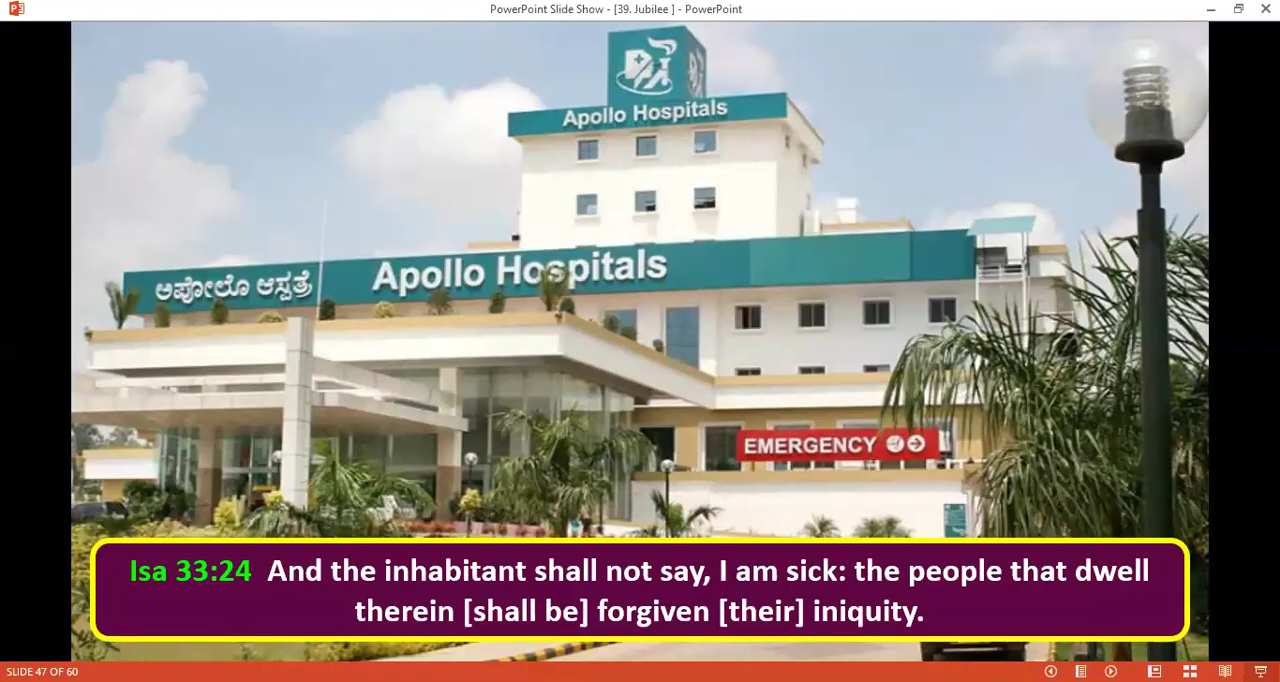 PowerPoint Slide Show - [39. Jubilee ] - PowerPoint
Apollo Hospitals
ಅಪೋಲೊ ಆಸ್ಪತ್ರೆ
Apollo Hospitals
EMERGENCY
Isa 33:24 And the inhabitant shall not say, I am sick: the people that dwell
therein [shall be] forgiven [their] iniquity.
SLIDE 47 OF 60